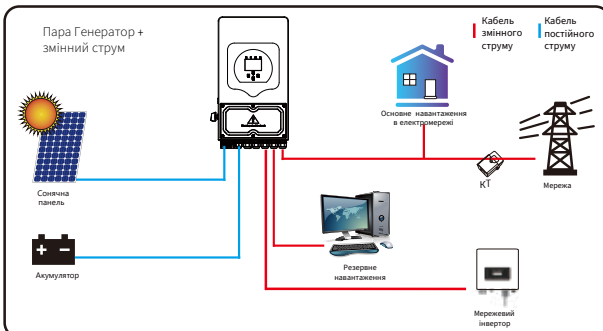 Пара Генератор +
змінний струм
Кабель
змінного
струму
Кабель
постійного
струму
Основне навантаження
в електромережі
КТ
Мережа
Сонячна
панель
Резервне
навантаження
Акумулятор
Мережевий
інвертор